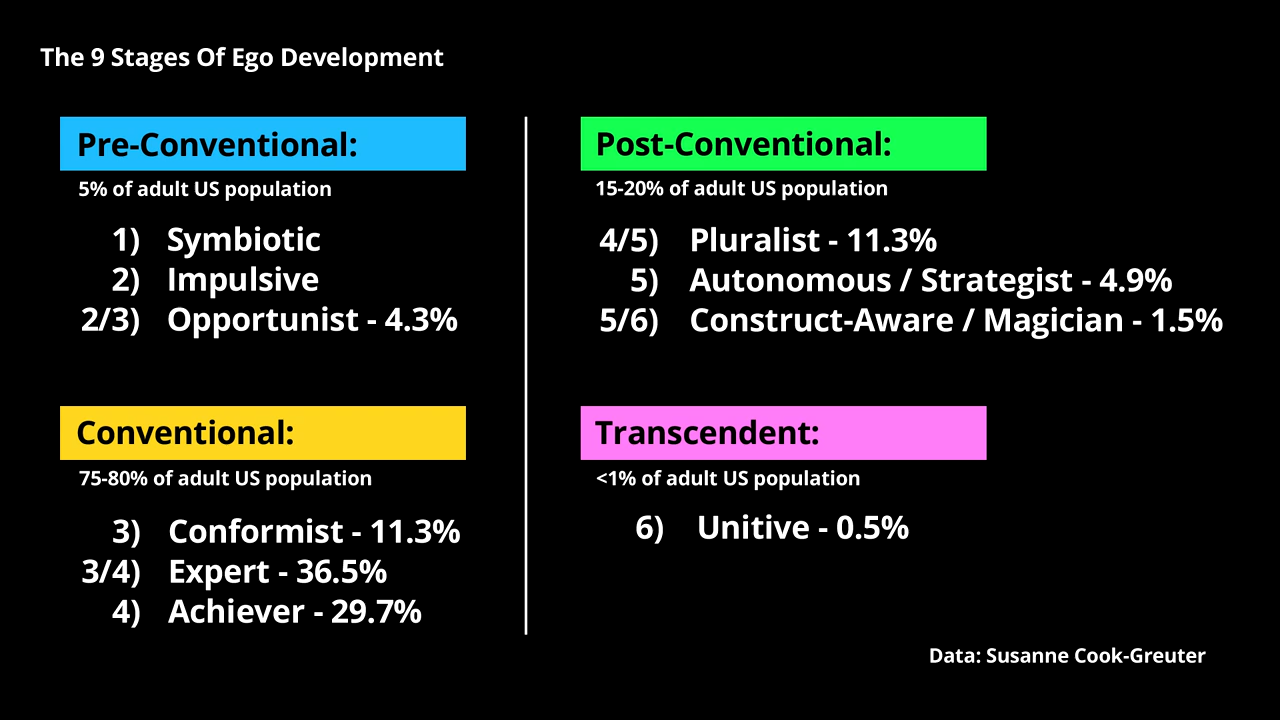 The 9 Stages Of Ego Development
Pre-Conventional:
5% of adult US population
1) Symbiotic
2) Impulsive
2/3) Opportunist - 4.3%
Conventional:
75-80% of adult US population
3) Conformist - 11.3%
3/4) Expert - 36.5%
4) Achiever - 29.7%
Post-Conventional:
15-20% of adult US population
4/5) Pluralist - 11.3%
5) Autonomous / Strategist - 4.9%
5/6) Construct-Aware / Magician - 1.5%
Transcendent:
<1% of adult US population
6) Unitive - 0.5%
Data: Susanne Cook-Greuter